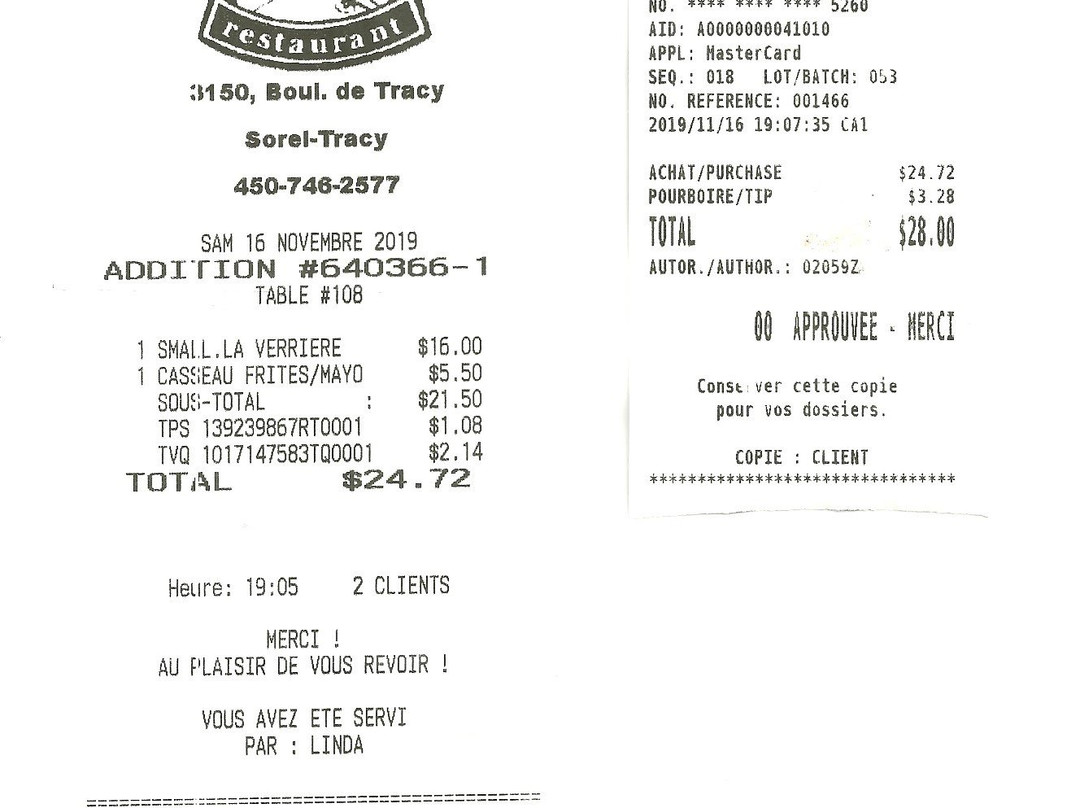 restaurant
3150, Boul. de Tracy
Sorel-Tracy
450-746-2577
SAM 16 NOVEMBRE 2019
ADDITION #640366-1
TABLE #108
1 SMALL.LA VERRIERE $16.00
1 CASSEAU FRITES/MAYO $5.50
SOUS-TOTAL : $21.50
TPS 139239867RT0001 $1.08
TVQ 1017147583TQ0001 $2.14
TOTAL $24.72
Heure: 19:05 2 CLIENTS
MERCI !
AU PLAISIR DE VOUS REVOIR !
VOUS AVEZ ETE SERVI
PAR : LINDA
NO. **** **** **** 5260
AID: A0000000041010
APPL: MasterCard
SEQ.: 018 LOT/BATCH: 053
NO. REFERENCE: 001466
2019/11/16 19:07:35 CA1
ACHAT/PURCHASE $24.72
POURBOIRE/TIP $3.28
TOTAL $28.00
AUTOR./AUTHOR.: 02059Z
00 APPROUVEE - MERCI
Conserver cette copie
pour vos dossiers.
COPIE : CLIENT
********************************